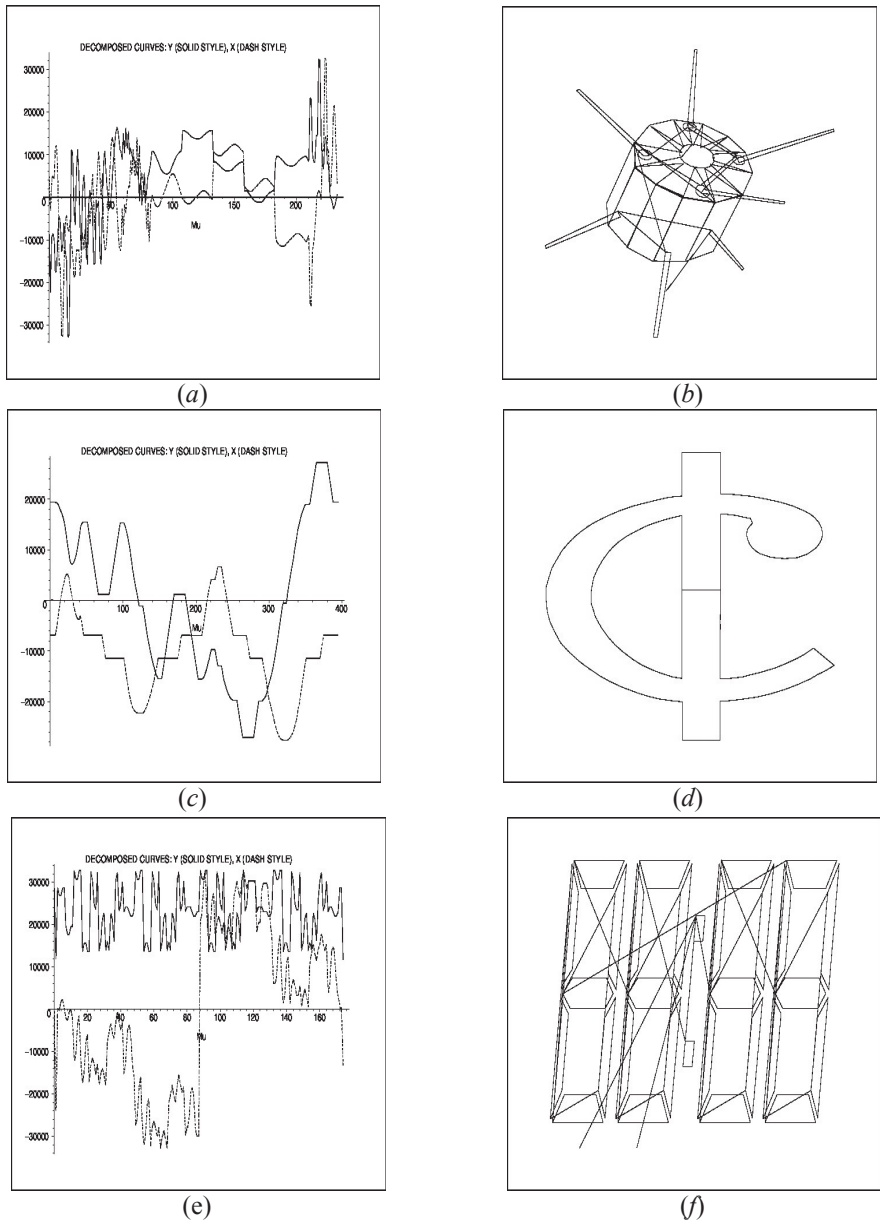 DECOMPOSED CURVES: Y (SOLID STYLE), X (DASH STYLE)
30000
20000
10000
0
50
100
150
200
Mu
-10000
-20000
-30000
(a)
(b)
DECOMPOSED CURVES: Y (SOLID STYLE), X (DASH STYLE)
20000
10000
0
100
200
300
400
Mu
-10000
-20000
(c)
(d)
DECOMPOSED CURVES: Y (SOLID STYLE), X (DASH STYLE)
30000
20000
10000
0
20
40
60
80
100
120
140
160
Mu
-10000
-20000
-30000
(e)
(f)